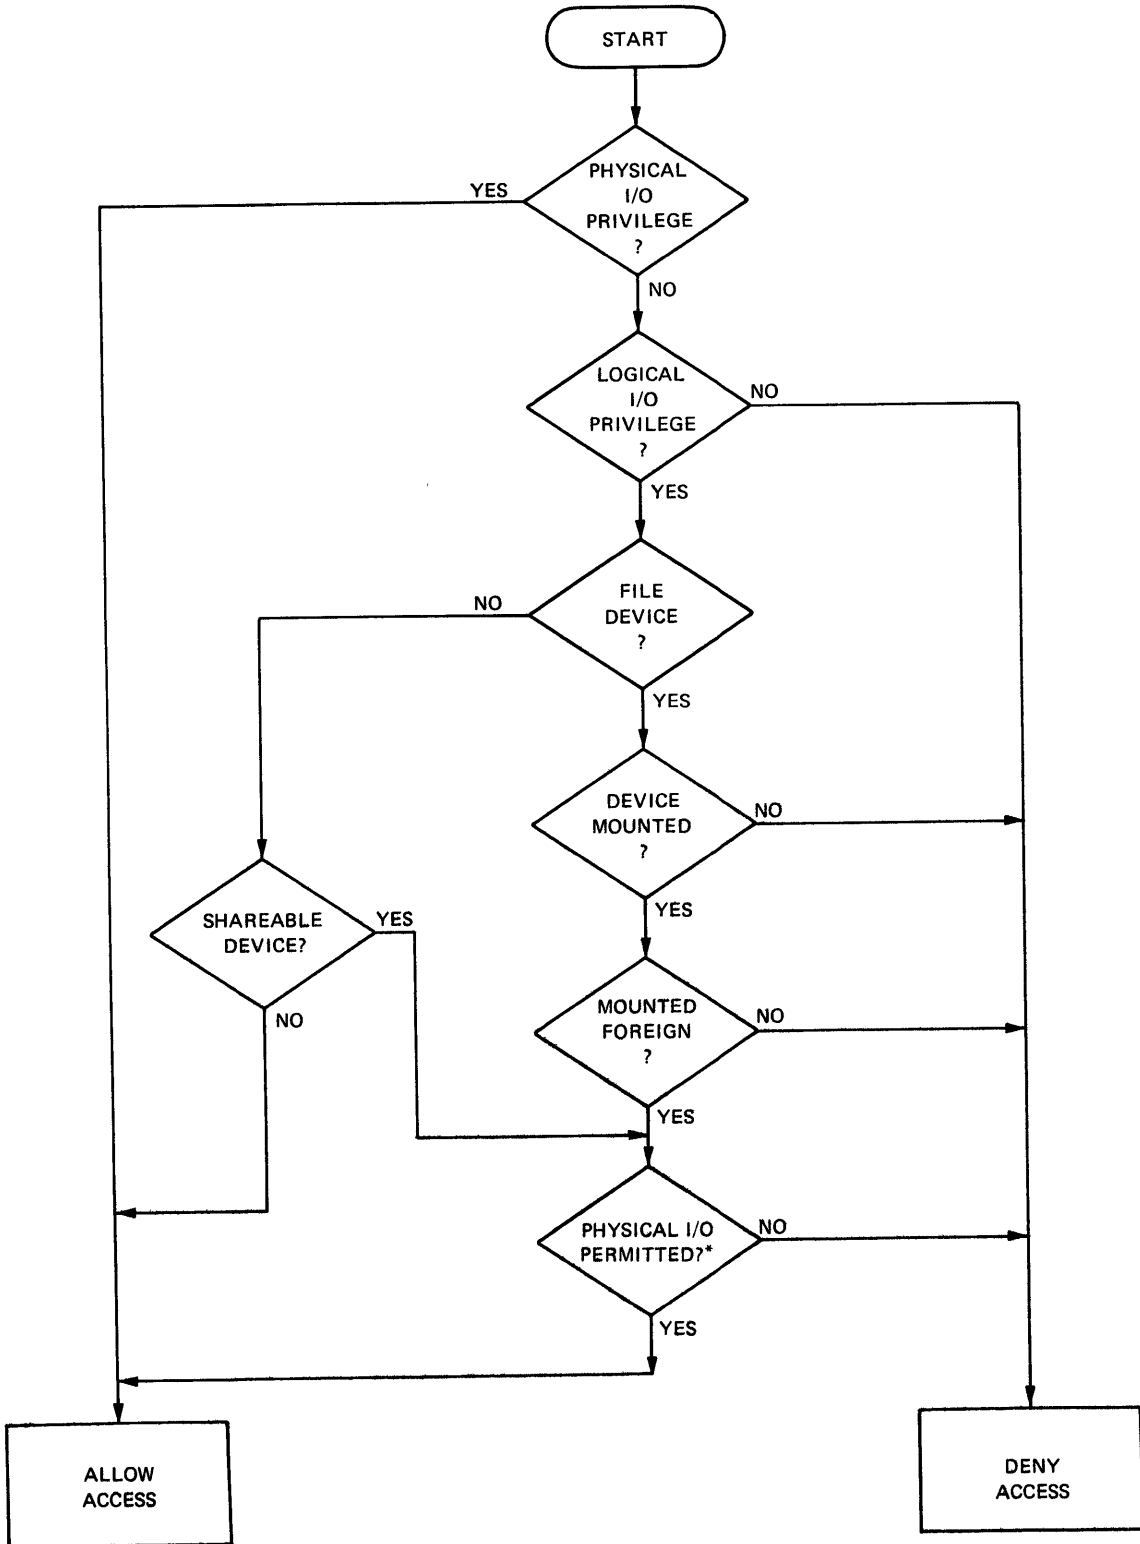 START
PHYSICAL
I/O
PRIVILEGE
?
YES
NO
LOGICAL
I/O
PRIVILEGE
?
NO
YES
FILE
DEVICE
?
NO
YES
DEVICE
MOUNTED
?
NO
YES
SHAREABLE
DEVICE?
YES
NO
MOUNTED
FOREIGN
?
NO
YES
PHYSICAL I/O
PERMITTED?*
NO
YES
ALLOW
ACCESS
DENY
ACCESS